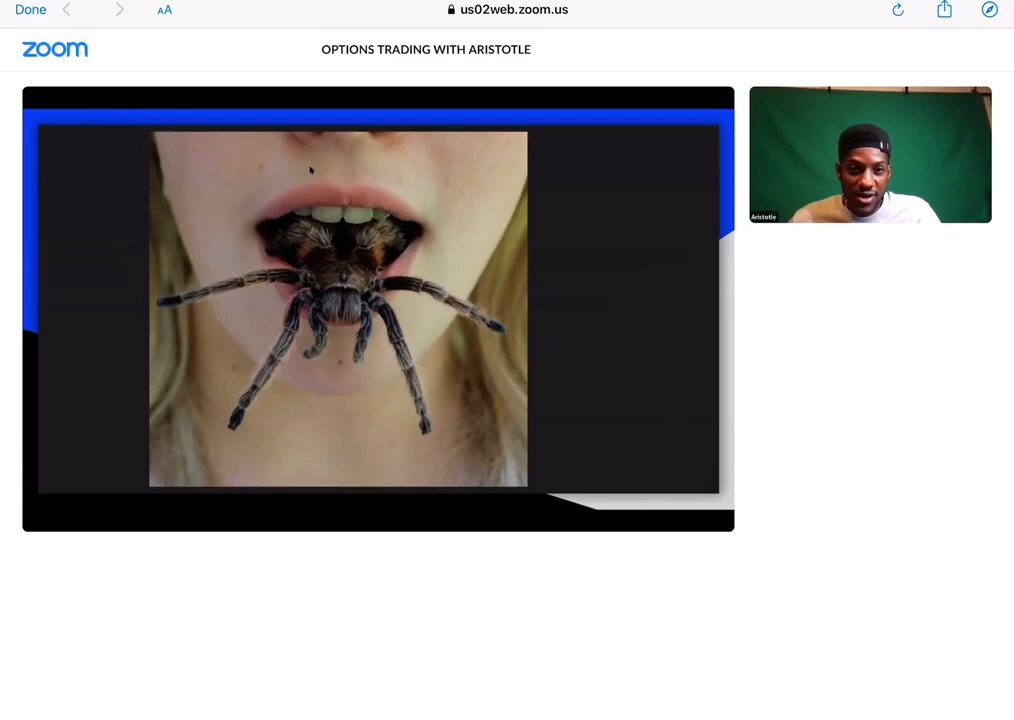 Done
AA
us02web.zoom.us
zoom
OPTIONS TRADING WITH ARISTOTLE
Aristotle